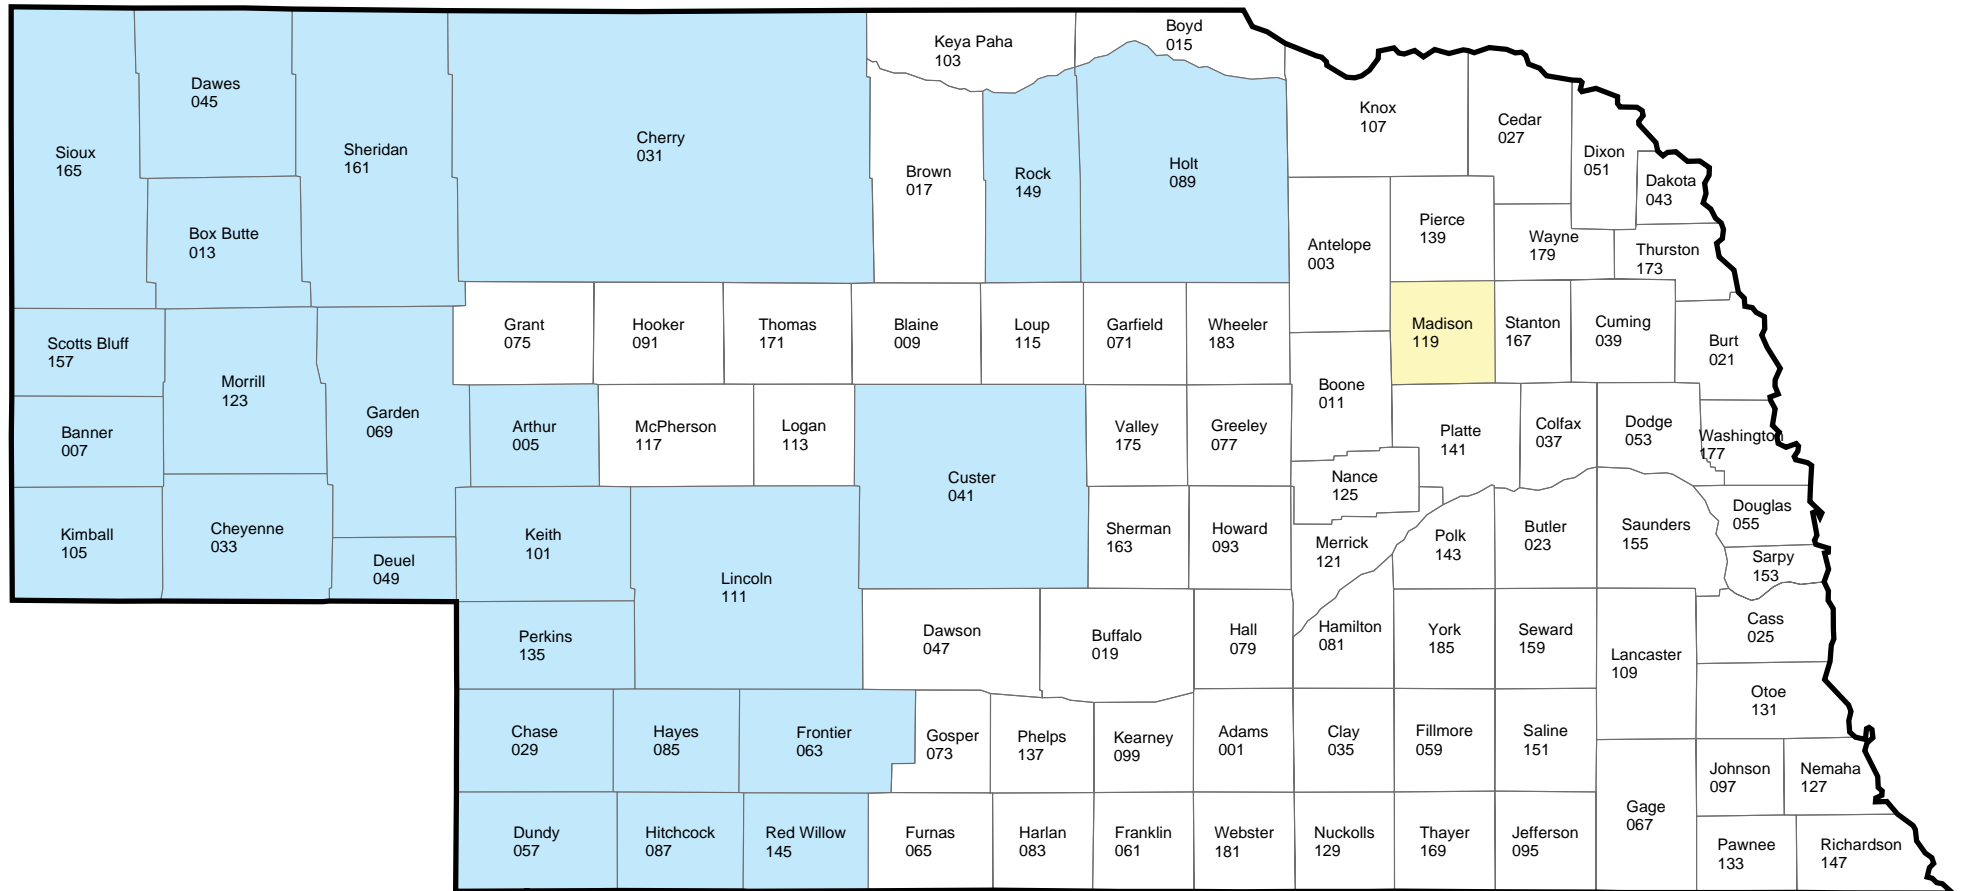 Boyd
015
Keya Paha
103
Dawes
045
Knox
107
Cedar
027
Cherry
031
Sheridan
161
Sioux
165
Dixon
051
Holt
089
Brown
017
Rock
149
Dakota
043
Pierce
139
Box Butte
013
Wayne
179
Antelope
003
Thurston
173
Grant
075
Hooker
091
Thomas
171
Blaine
009
Loup
115
Garfield
071
Wheeler
183
Madison
119
Stanton
167
Cuming
039
Scotts Bluff
157
Burt
021
Morrill
123
Boone
011
Garden
069
Banner
007
Arthur
005
McPherson
117
Logan
113
Valley
175
Greeley
077
Platte
141
Colfax
037
Dodge
053
Washington
177
Custer
041
Nance
125
Douglas
055
Kimball
105
Cheyenne
033
Keith
101
Sherman
163
Howard
093
Merrick
121
Polk
143
Butler
023
Saunders
155
Deuel
049
Sarpy
153
Lincoln
111
Perkins
135
Dawson
047
Buffalo
019
Hall
079
Hamilton
081
York
185
Seward
159
Cass
025
Lancaster
109
Otoe
131
Chase
029
Hayes
085
Frontier
063
Gosper
073
Phelps
137
Kearney
099
Adams
001
Clay
035
Fillmore
059
Saline
151
Johnson
097
Nemaha
127
Gage
067
Dundy
057
Hitchcock
087
Red Willow
145
Furnas
065
Harlan
083
Franklin
061
Webster
181
Nuckolls
129
Thayer
169
Jefferson
095
Pawnee
133
Richardson
147